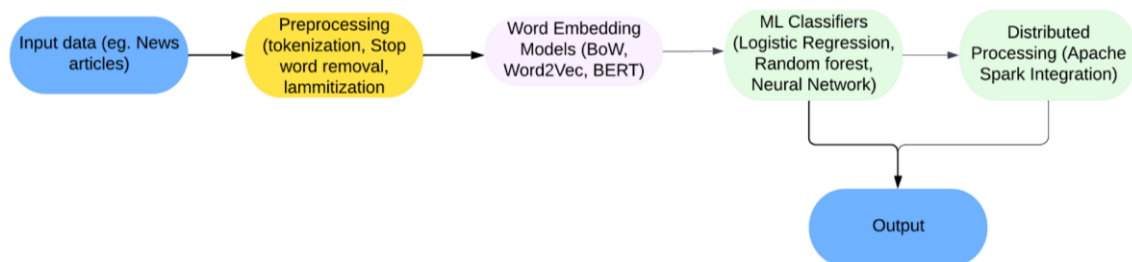 Input data (eg. News
articles)
Preprocessing
(tokenization, Stop
word removal,
lammitization
Word Embedding
Models (BoW,
Word2Vec, BERT)
ML Classifiers
(Logistic Regression,
Random forest,
Neural Network)
Distributed
Processing (Apache
Spark Integration)
Output